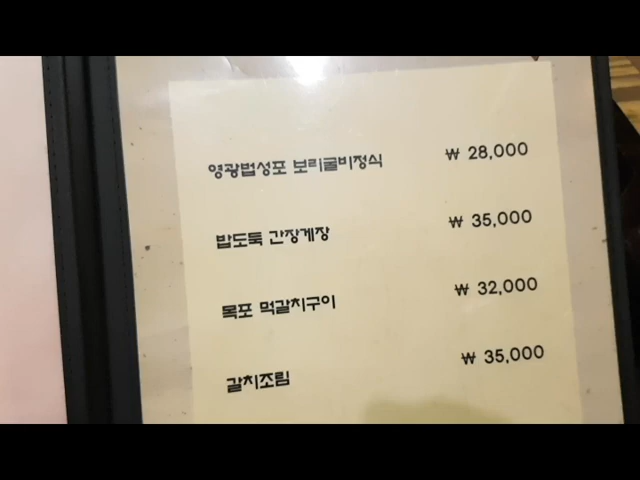 영광법성포 보리굴비정식 ₩ 28,000
밥도둑 간장게장 ₩ 35,000
목포 먹갈치구이 ₩ 32,000
갈치조림 ₩ 35,000